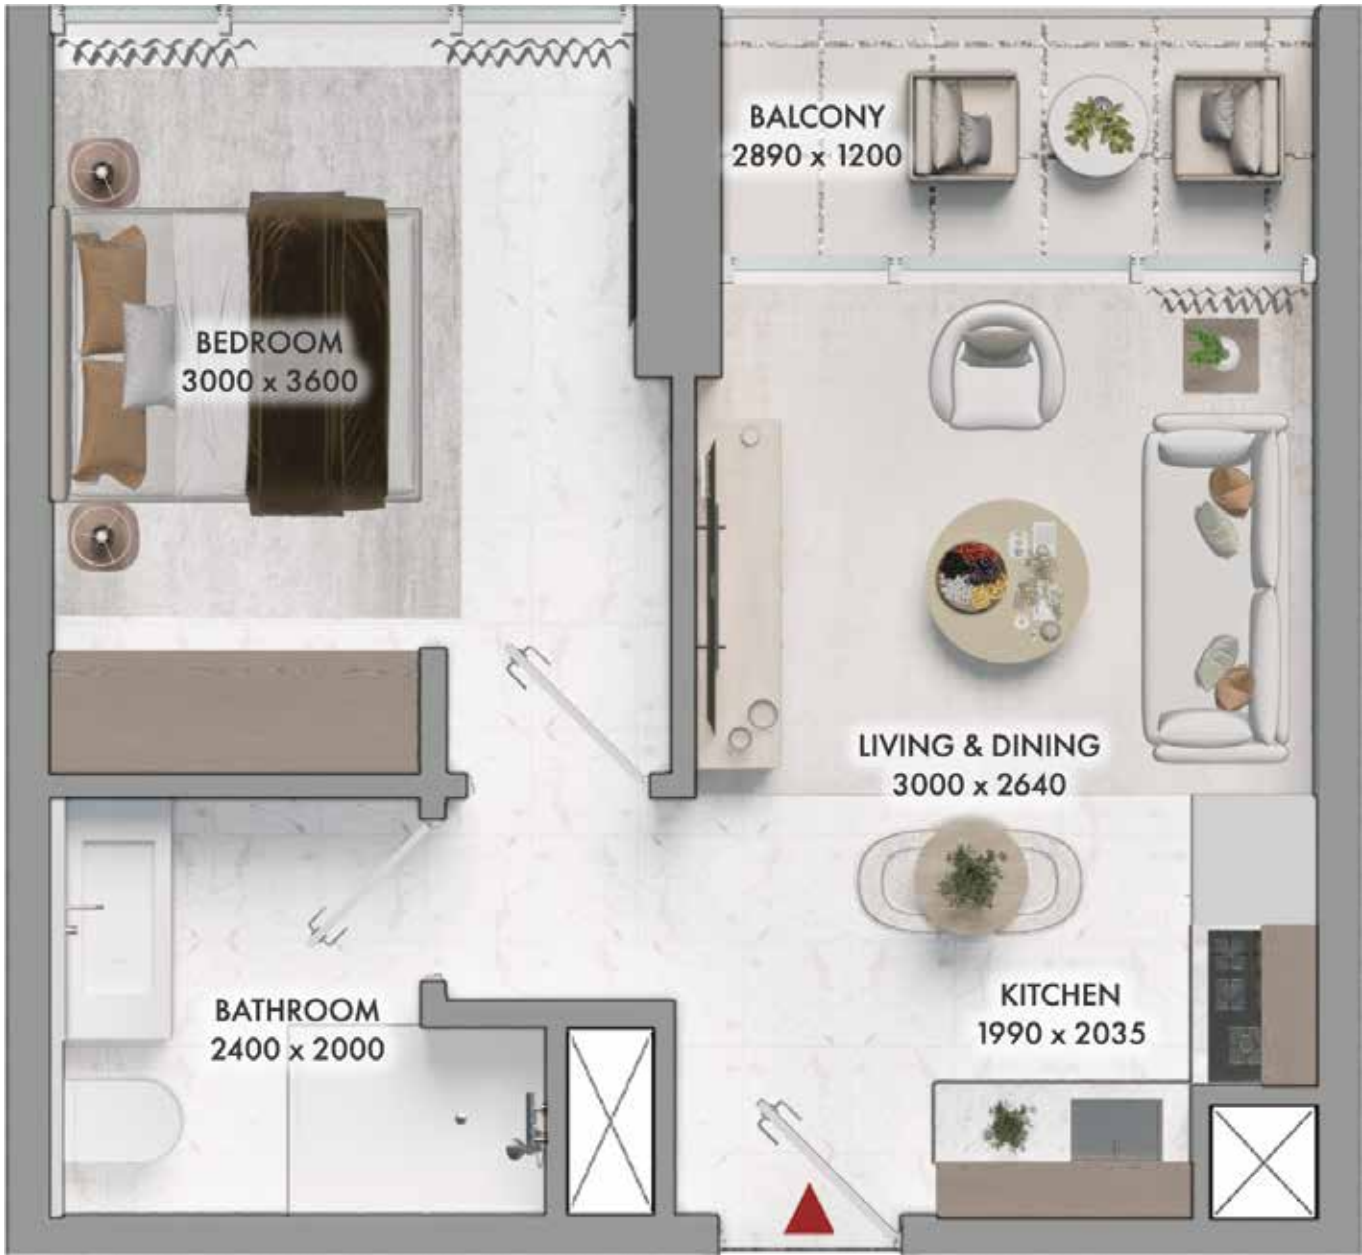 BALCONY
2890 x 1200
BEDROOM
3000 x 3600
LIVING & DINING
3000 x 2640
BATHROOM
2400 x 2000
KITCHEN
1990 x 2035